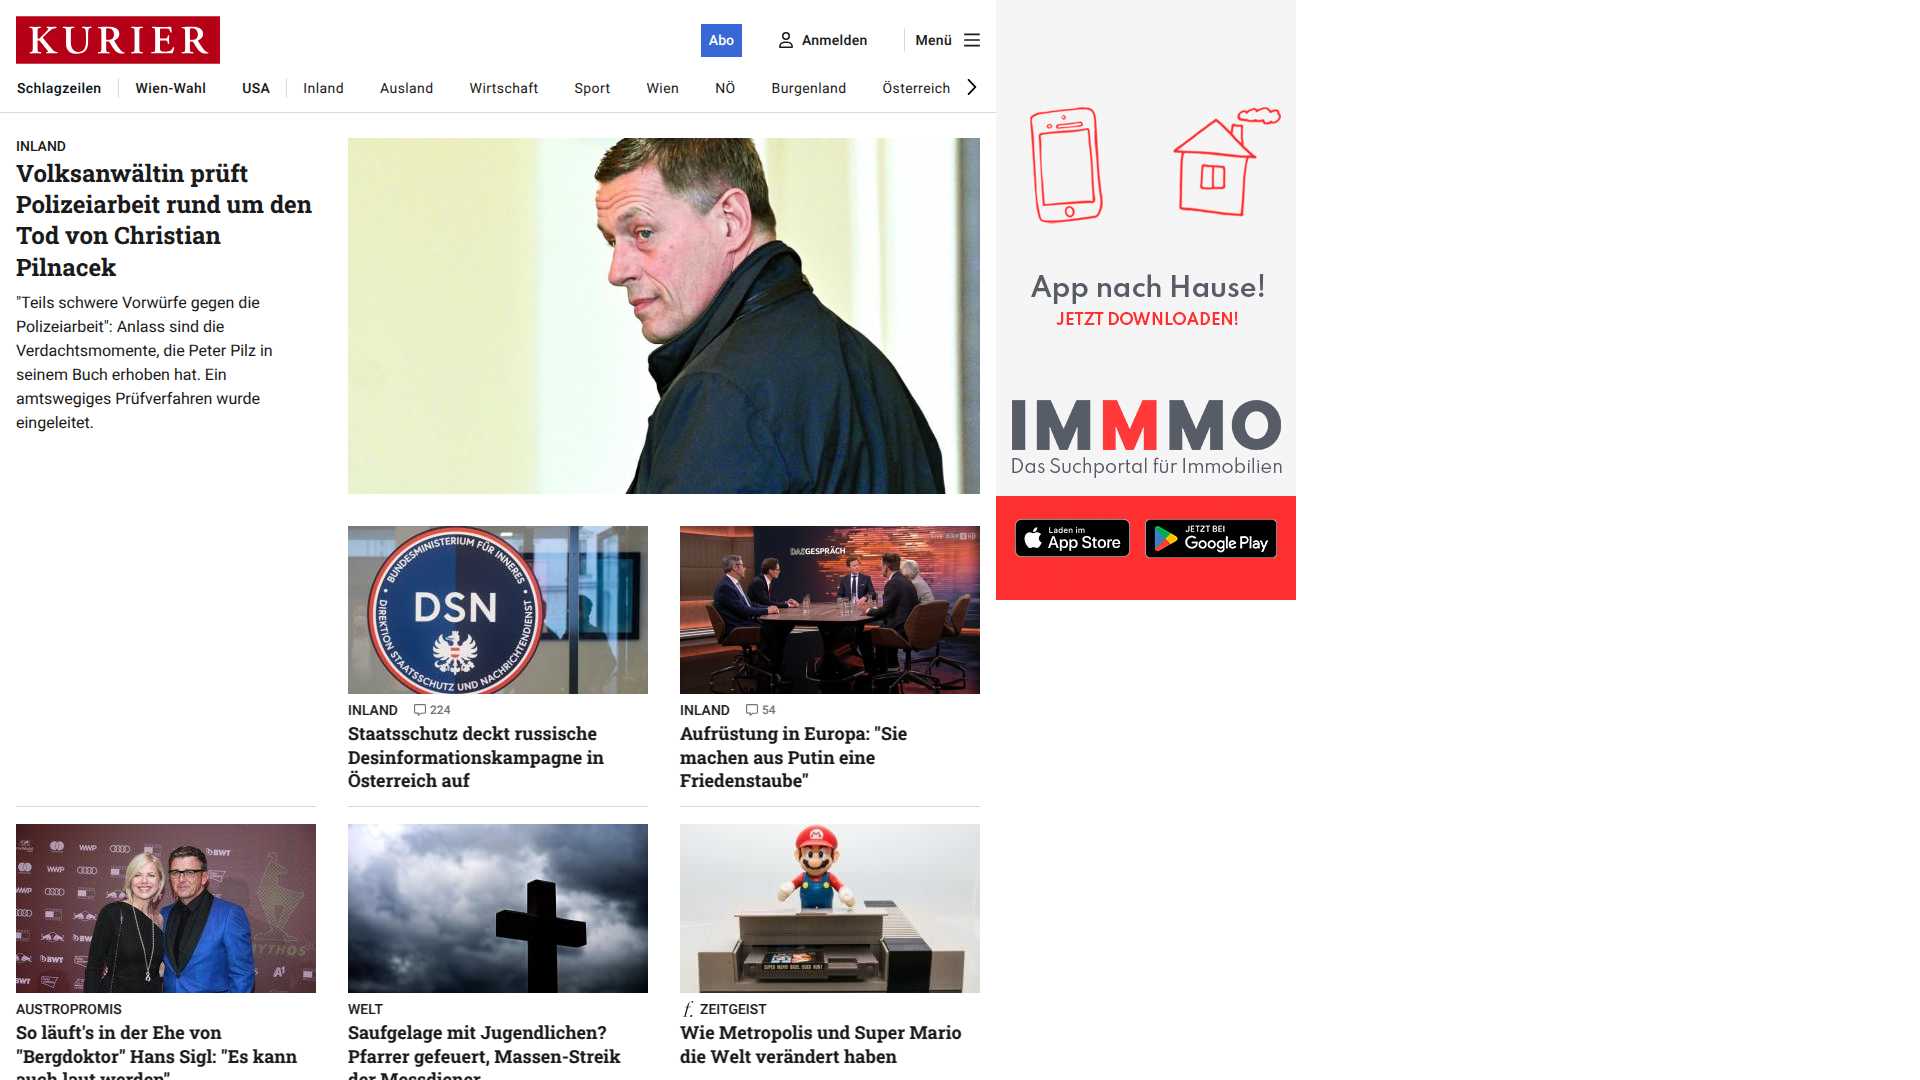 KURIER
Abo
Anmelden
Menü
Schlagzeilen
Wien-Wahl
USA
Inland
Ausland
Wirtschaft
Sport
Wien
NÖ
Burgenland
Österreich
INLAND
Volksanwältin prüft
Polizeiarbeit rund um den
Tod von Christian
Pilnacek
"Teils schwere Vorwürfe gegen die
Polizeiarbeit": Anlass sind die
Verdachtsmomente, die Peter Pilz in
seinem Buch erhoben hat. Ein
amtswegiges Prüfverfahren wurde
eingeleitet.
App nach Hause!
JETZT DOWNLOADEN!
IMMMO
Das Suchportal für Immobilien
Laden im
App Store
JETZT BEI
Google Play
BUNDESMINISTERIUM FÜR INNERES
DSN
DIREKTION STAATSSCHUTZ UND NACHRICHTENDIENST
INLAND 224
Staatsschutz deckt russische
Desinformationskampagne in
Österreich auf
DASGESPRÄCH
INLAND 54
Aufrüstung in Europa: "Sie
machen aus Putin eine
Friedenstaube"
AUSTROPROMIS
So läuft's in der Ehe von
"Bergdoktor" Hans Sigl: "Es kann
auch laut werden"
WELT
Saufgelage mit Jugendlichen?
Pfarrer gefeuert, Massen-Streik
der Messdiener
f. ZEITGEIST
Wie Metropolis und Super Mario
die Welt verändert haben